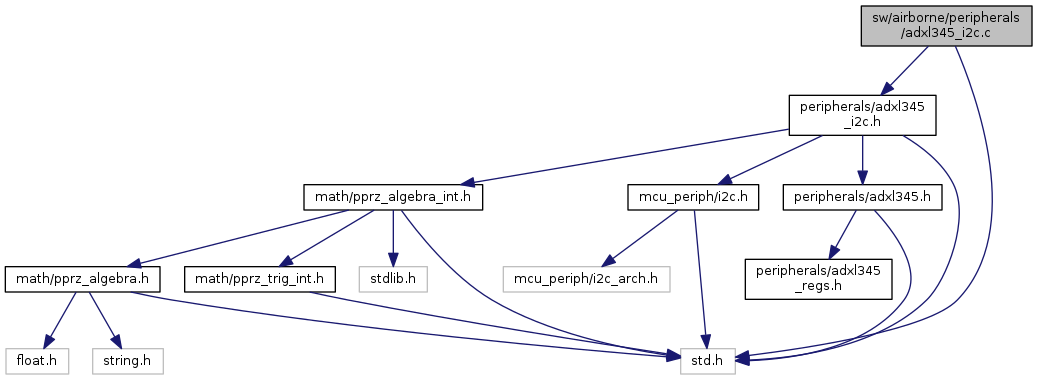 sw/airborne/peripherals
/adxl345_i2c.c
peripherals/adxl345
_i2c.h
math/pprz_algebra_int.h
mcu_periph/i2c.h
peripherals/adxl345.h
math/pprz_algebra.h
math/pprz_trig_int.h
stdlib.h
mcu_periph/i2c_arch.h
peripherals/adxl345
_regs.h
float.h
string.h
std.h